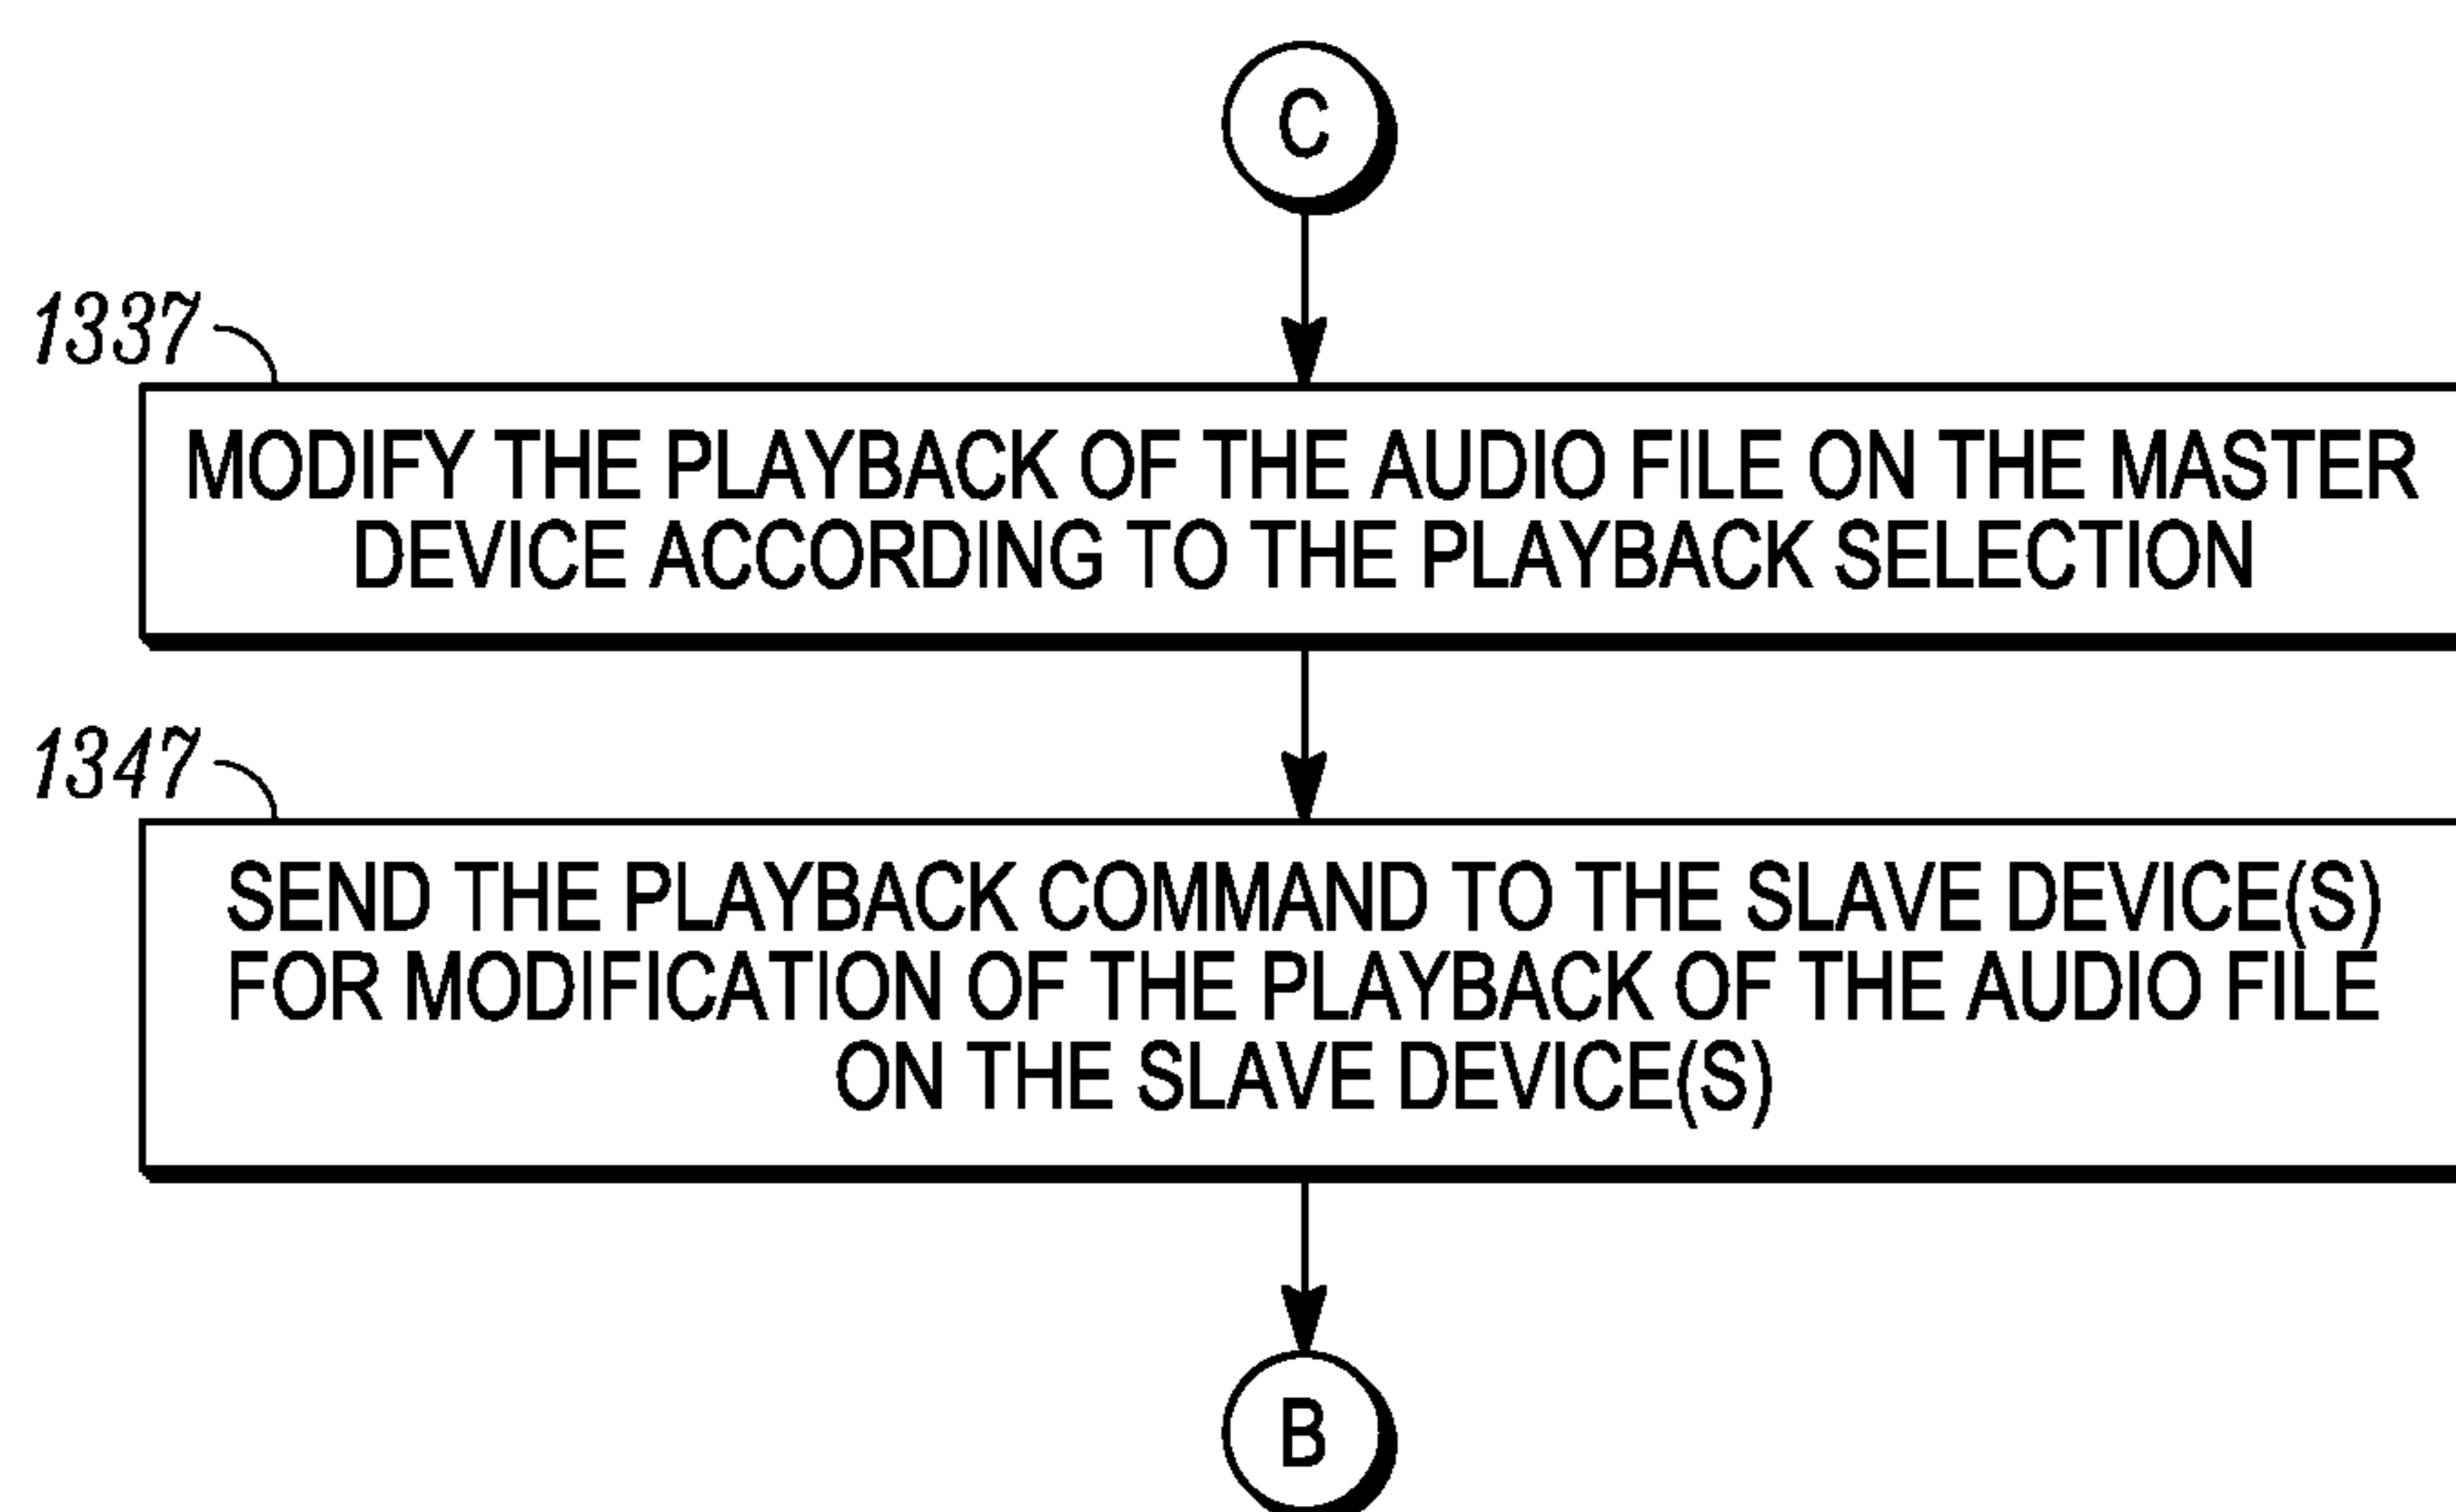 C
1337
MODIFY THE PLAYBACK OF THE AUDIO FILE ON THE MASTER
DEVICE ACCORDING TO THE PLAYBACK SELECTION
1347
SEND THE PLAYBACK COMMAND TO THE SLAVE DEVICE(S)
FOR MODIFICATION OF THE PLAYBACK OF THE AUDIO FILE
ON THE SLAVE DEVICE(S)
B